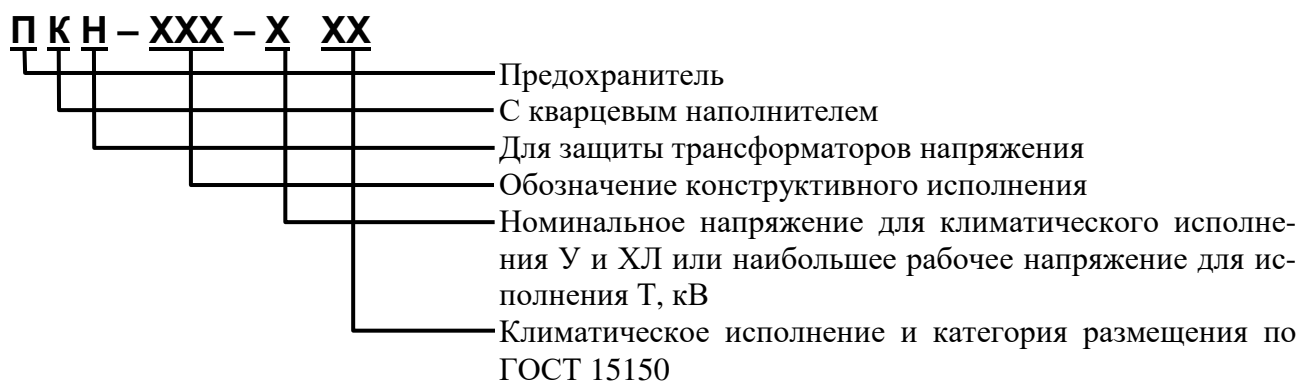 ПКН – ХХХ – Х ХХ
Предохранитель
С кварцевым наполнителем
Для защиты трансформаторов напряжения
Обозначение конструктивного исполнения
Номинальное напряжение для климатического исполне-
ния У и ХЛ или наибольшее рабочее напряжение для ис-
полнения Т, кВ
Климатическое исполнение и категория размещения по
ГОСТ 15150